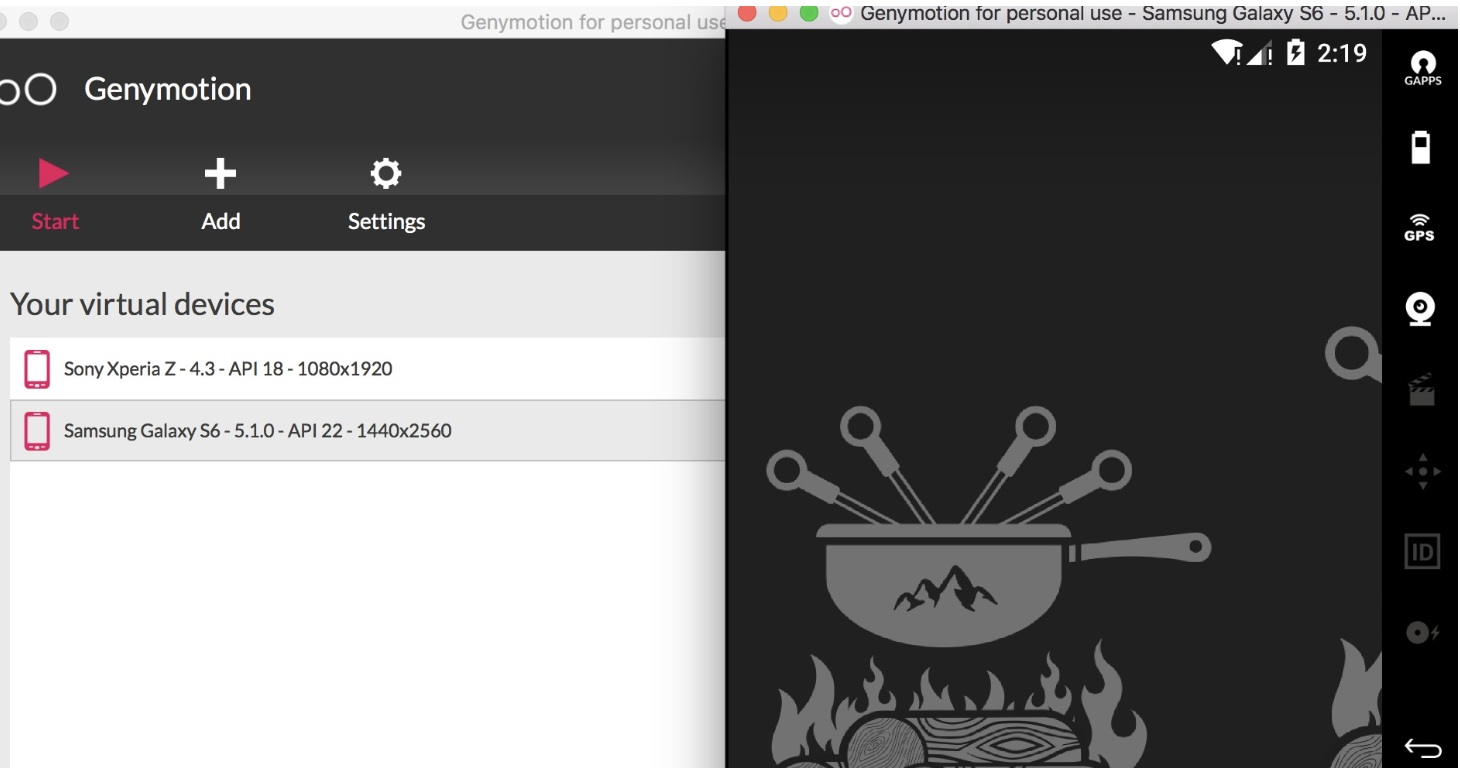 Genymotion for personal use
Genymotion
Start
Add
Settings
Your virtual devices
Sony Xperia Z - 4.3 - API 18 - 1080x1920
Samsung Galaxy S6 - 5.1.0 - API 22 - 1440x2560
Genymotion for personal use - Samsung Galaxy S6 - 5.1.0 - AP...
2:19
GAPPS
GPS
ID